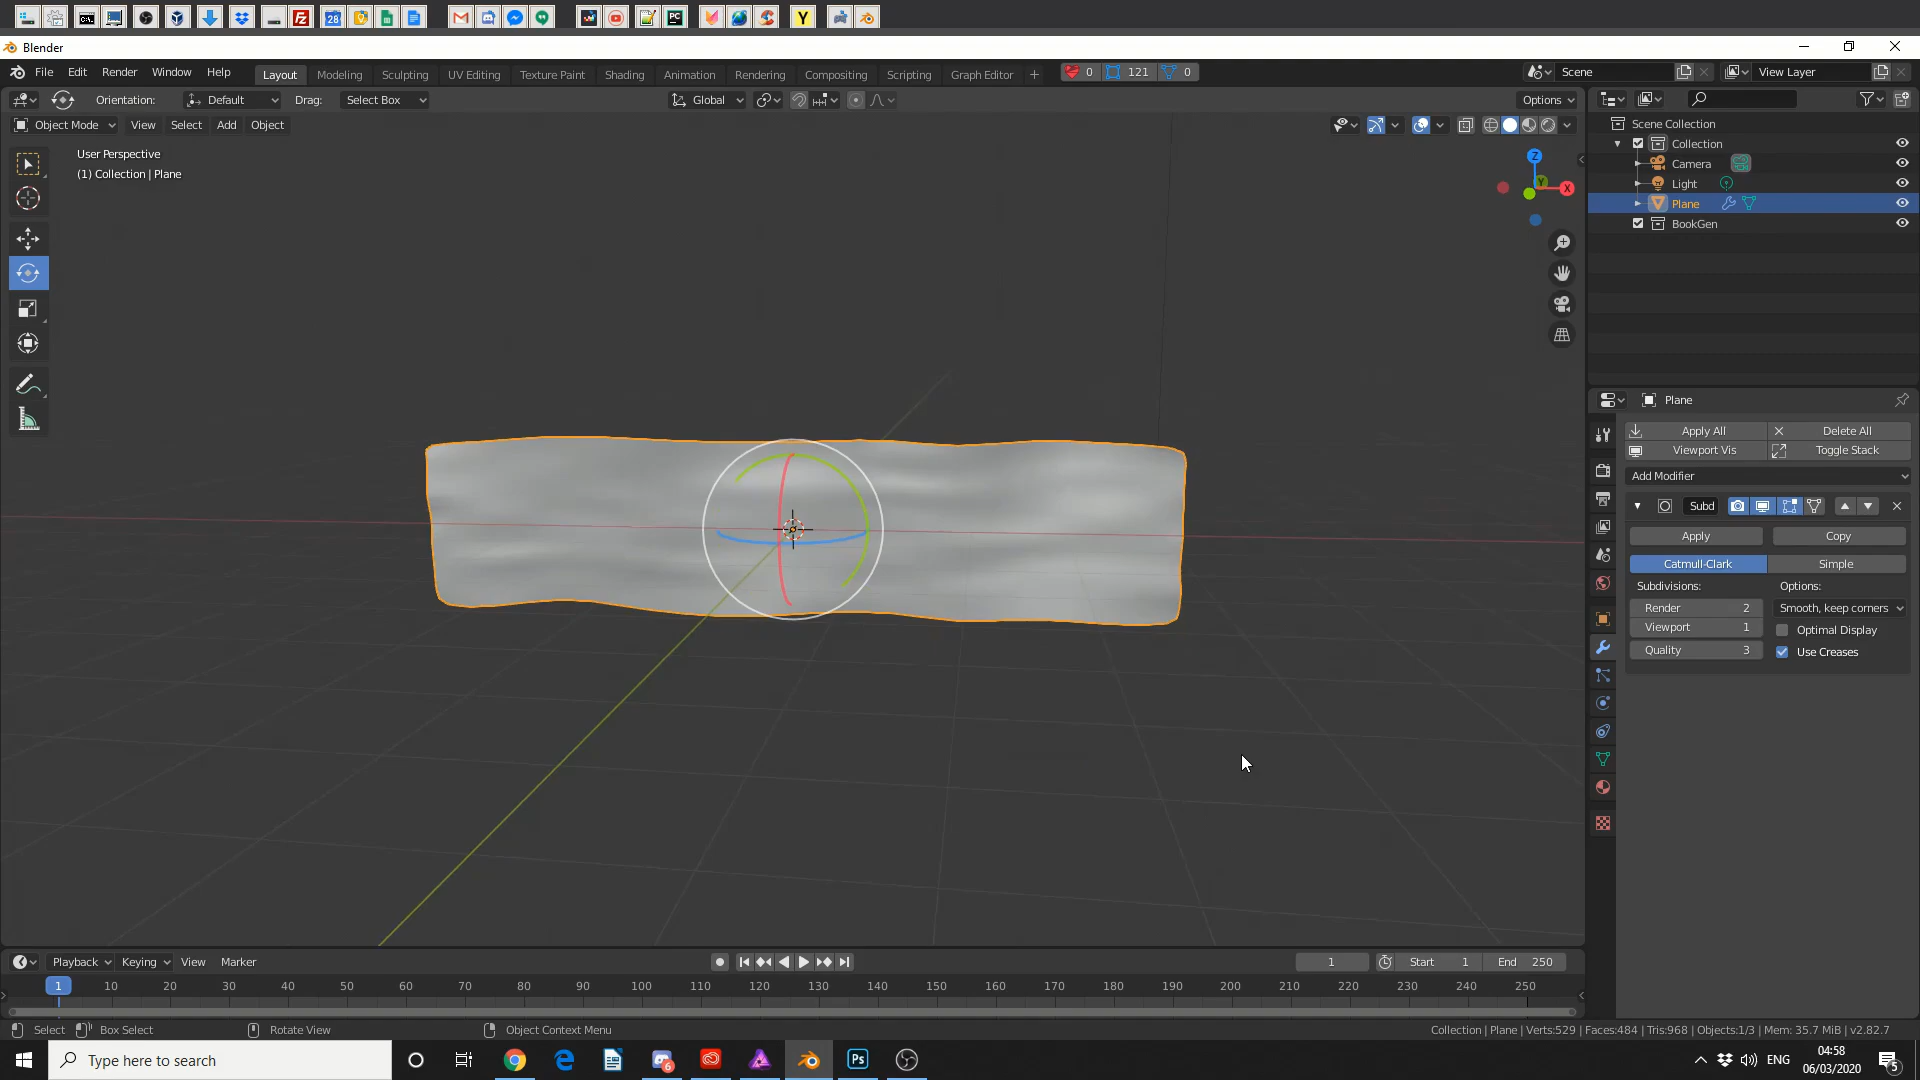 28
Y
Blender
File Edit Render Window Help
Layout Modeling Sculpting UV Editing Texture Paint Shading Animation Rendering Compositing Scripting Graph Editor +
0 121 0
Scene
View Layer
Orientation: Default Drag: Select Box
Global
Options
Object Mode View Select Add Object
User Perspective
(1) Collection | Plane
Z
Y
X
Scene Collection
Collection
Camera
Light
Plane
BookGen
Plane
Apply All
Delete All
Viewport Vis
Toggle Stack
Add Modifier
Subd
Apply
Copy
Catmull-Clark
Simple
Subdivisions:
Options:
Render 2
Smooth, keep corners
Viewport 1
Optimal Display
Quality 3
Use Creases
Playback Keying View Marker
1
Start 1
End 250
1 10 20 30 40 50 60 70 80 90 100 110 120 130 140 150 160 170 180 190 200 210 220 230 240 250
Select Box Select Rotate View Object Context Menu
Collection | Plane | Verts:529 | Faces:484 | Tris:968 | Objects:1/3 | Mem: 35.7 MiB | v2.82.7
Type here to search
6
Ps
ENG
04:58
06/03/2020
5